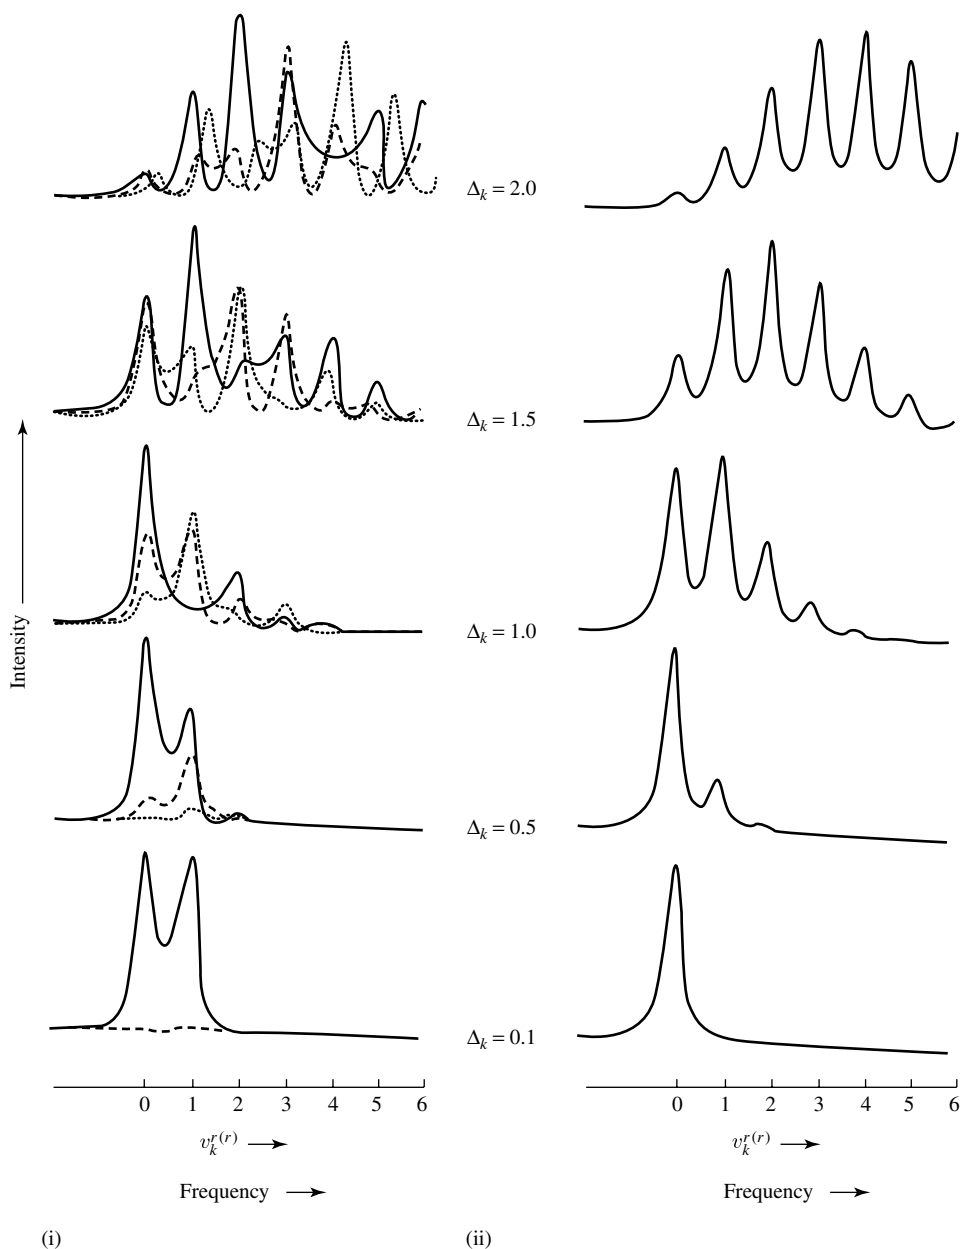 Δk = 2.0
Δk = 1.5
Δk = 1.0
Δk = 0.5
Δk = 0.1
Intensity
0 1 2 3 4 5 6
0 1 2 3 4 5 6
v_k^{r(r)}
v_k^{r(r)}
Frequency
Frequency
(i)
(ii)